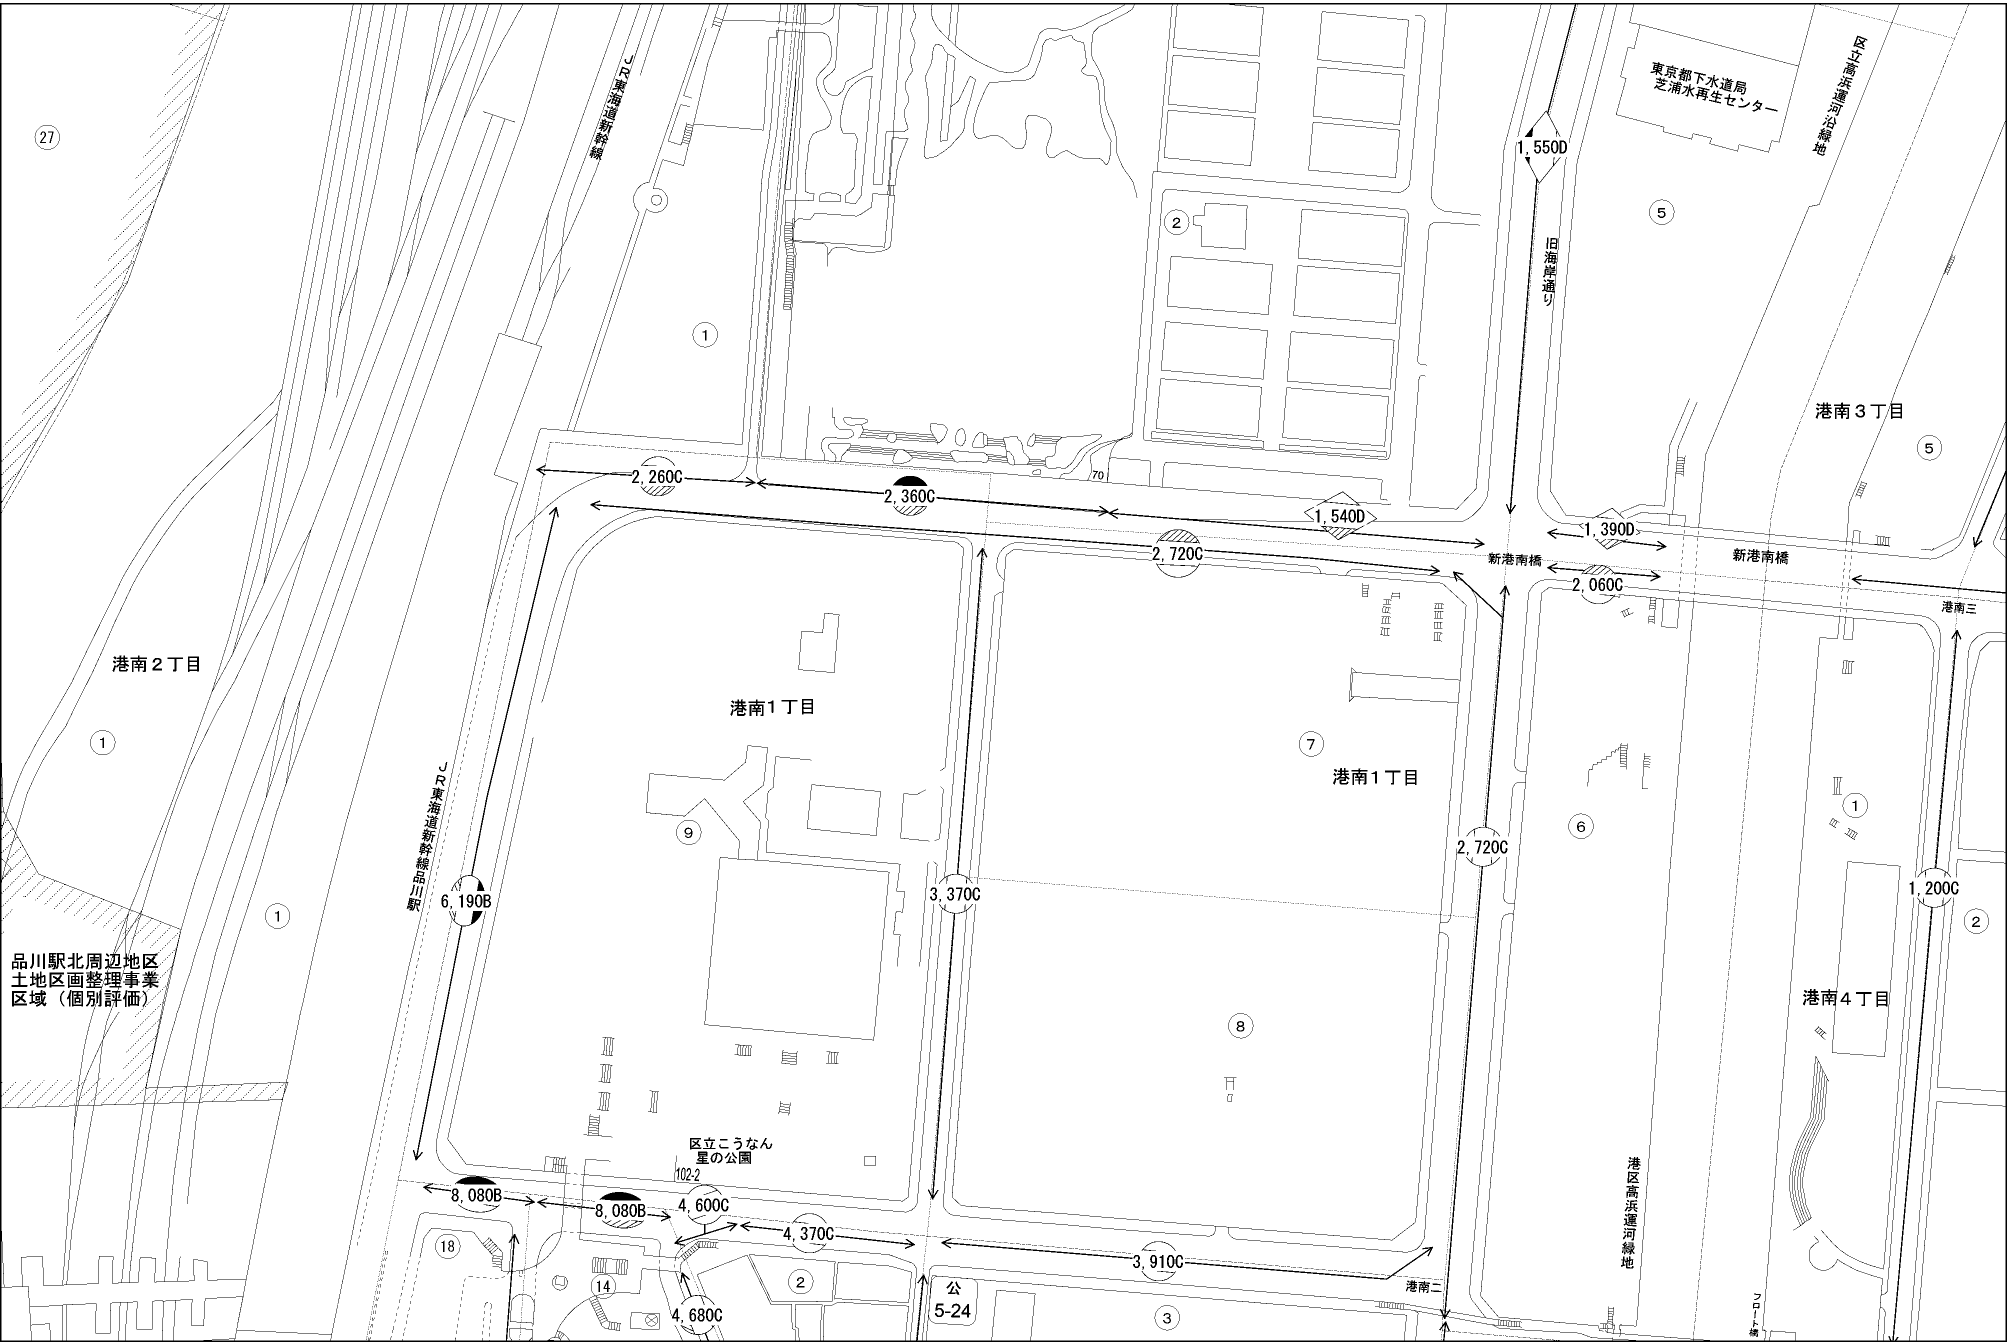 27
JR東海道新幹線
1,550D
東京都下水道局
芝浦水再生センター
区立高浜運河沿緑地
2
5
旧海岸通り
1
港南3丁目
5
2,260C
2,360C
70
1,540D
1,390D
2,720C
新港南橋
新港南橋
2,060C
港南三
港南2丁目
1
港南1丁目
7
港南1丁目
JR東海道新幹線品川駅
9
6
1
2,720C
6,190B
3,370C
1,200C
1
2
品川駅北周辺地区
土地区画整理事業
区域(個別評価)
港南4丁目
8
区立こうなん
星の公園
102-2
港区高浜運河緑地
8,080B
8,080B
4,600C
4,370C
3,910C
18
14
2
港南二
公
5-24
4,680C
3
フロート橋